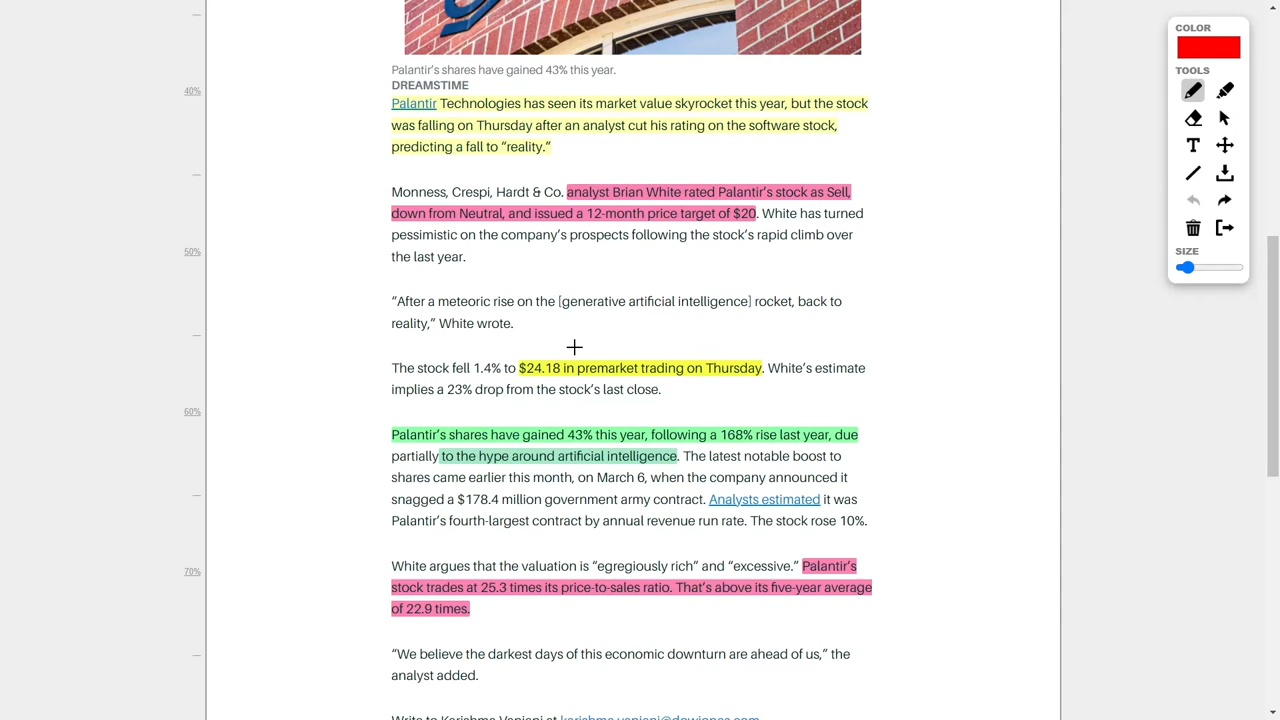 Palantir's shares have gained 43% this year.
DREAMSTIME
Palantir Technologies has seen its market value skyrocket this year, but the stock
was falling on Thursday after an analyst cut his rating on the software stock,
predicting a fall to “reality.”
Monness, Crespi, Hardt & Co. analyst Brian White rated Palantir’s stock as Sell,
down from Neutral, and issued a 12-month price target of $20. White has turned
pessimistic on the company’s prospects following the stock’s rapid climb over
the last year.
“After a meteoric rise on the [generative artificial intelligence] rocket, back to
reality,” White wrote.
The stock fell 1.4% to $24.18 in premarket trading on Thursday. White’s estimate
implies a 23% drop from the stock’s last close.
Palantir’s shares have gained 43% this year, following a 168% rise last year, due
partially to the hype around artificial intelligence. The latest notable boost to
shares came earlier this month, on March 6, when the company announced it
snagged a $178.4 million government army contract. Analysts estimated it was
Palantir’s fourth-largest contract by annual revenue run rate. The stock rose 10%.
White argues that the valuation is “egregiously rich” and “excessive.” Palantir’s
stock trades at 25.3 times its price-to-sales ratio. That’s above its five-year average
of 22.9 times.
“We believe the darkest days of this economic downturn are ahead of us,” the
analyst added.
Write to Karishma Vanjani at karishma.vanjani@dowjones.com
40%
50%
60%
70%
COLOR
TOOLS
T
SIZE